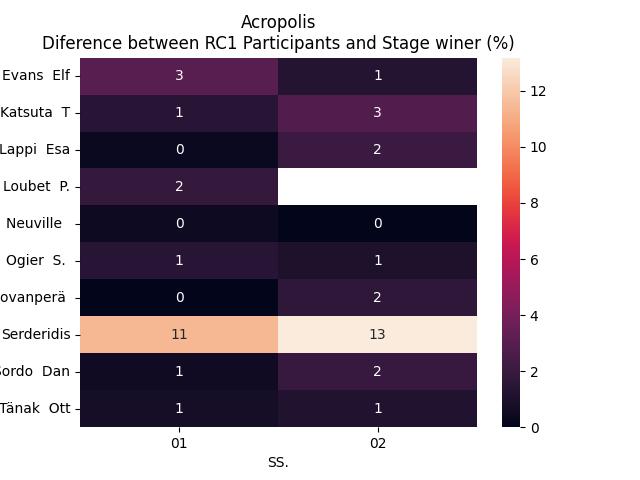 Acropolis
Diference between RC1 Participants and Stage winer (%)
Evans Elf 3 1
Katsuta T 1 3
Lappi Esa 0 2
Loubet P. 2
Neuville 0 0
Ogier S. 1 1
ovanperä 0 2
Serderidis 11 13
Sordo Dan 1 2
Tänak Ott 1 1
01 02
SS.
12
10
8
6
4
2
0